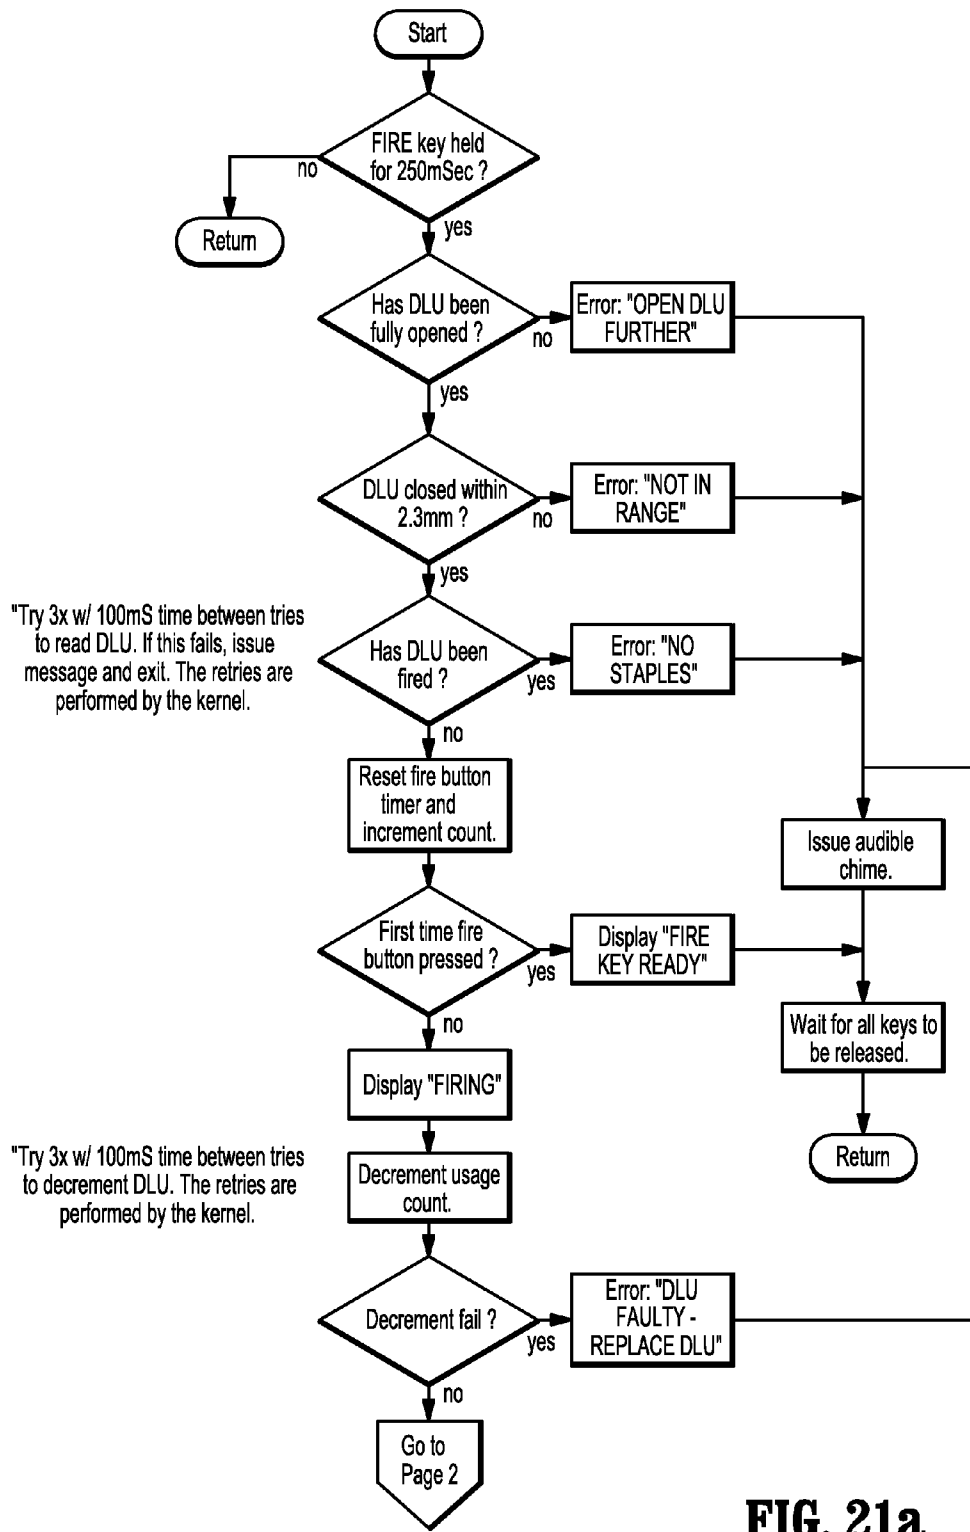 Start
FIRE key held
for 250mSec ?
no
yes
Return
Has DLU been
fully opened ?
no
yes
Error: "OPEN DLU
FURTHER"
DLU closed within
2.3mm ?
no
yes
Error: "NOT IN
RANGE"
"Try 3x w/ 100mS time between tries
to read DLU. If this fails, issue
message and exit. The retries are
performed by the kernel.
Has DLU been
fired ?
yes
no
Error: "NO
STAPLES"
Reset fire button
timer and
increment count.
Issue audible
chime.
First time fire
button pressed ?
yes
no
Display "FIRE
KEY READY"
Wait for all keys to
be released.
Display "FIRING"
Return
"Try 3x w/ 100mS time between tries
to decrement DLU. The retries are
performed by the kernel.
Decrement usage
count.
Decrement fail ?
yes
no
Error: "DLU
FAULTY -
REPLACE DLU"
Go to
Page 2
FIG. 21a